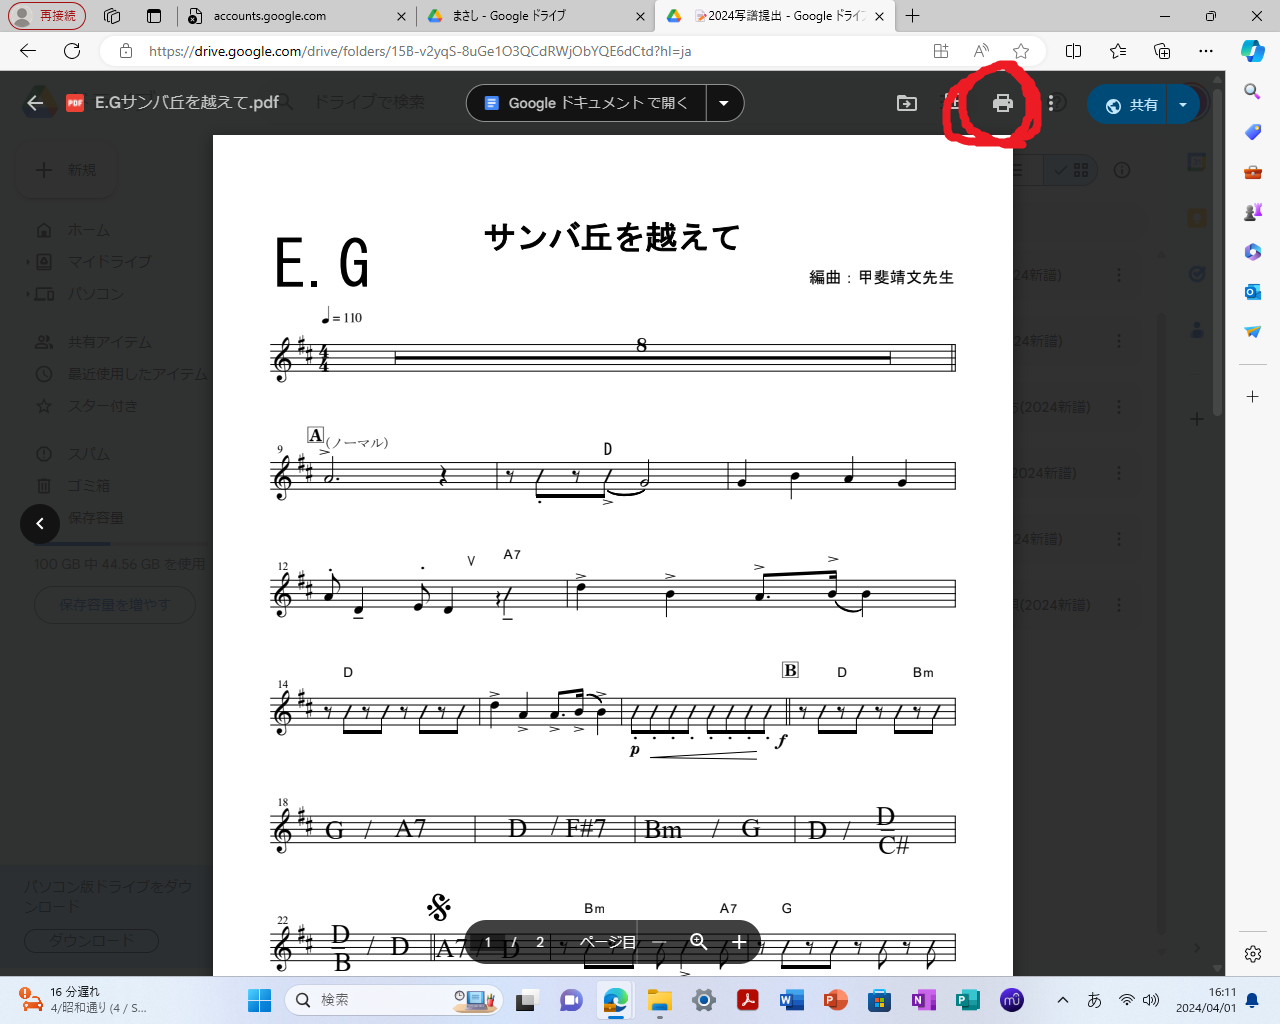 再接続
accounts.google.com
まさし - Google ドライブ
2024写譜提出 - Google ドライ
https://drive.google.com/drive/folders/15B-v2yqS-8uGe1O3QCdRWjObYQE6dCtd?hl=ja
PDF
E.Gサンバ丘を越えて.pdf
ドライブで検索
Google ドキュメント で開く
共有
新規
ホーム
マイドライブ
パソコン
共有アイテム
最近使用したアイテム
スター付き
スパム
ゴミ箱
保存容量
100 GB 中 44.56 GB を使用
保存容量を増やす
パソコン版ドライブをダウ
ンロード
ダウンロード
24新譜)
24新譜)
(2024新譜)
2024新譜)
24新譜)
(2024新譜)
サンバ丘を越えて
E.G
編曲：甲斐靖文先生
= 110
4
4
8
9
A
(ノーマル)
D
12
V
A7
14
D
p
B
f
D
Bm
18
G / A7
D / F#7
Bm / G
D / D
C#
22
D
B
/ D
A7 / D
Bm
A7
G
1 / 2 ページ目
16 分遅れ
4/昭和通り (4 / S...
検索
あ
16:11
2024/04/01